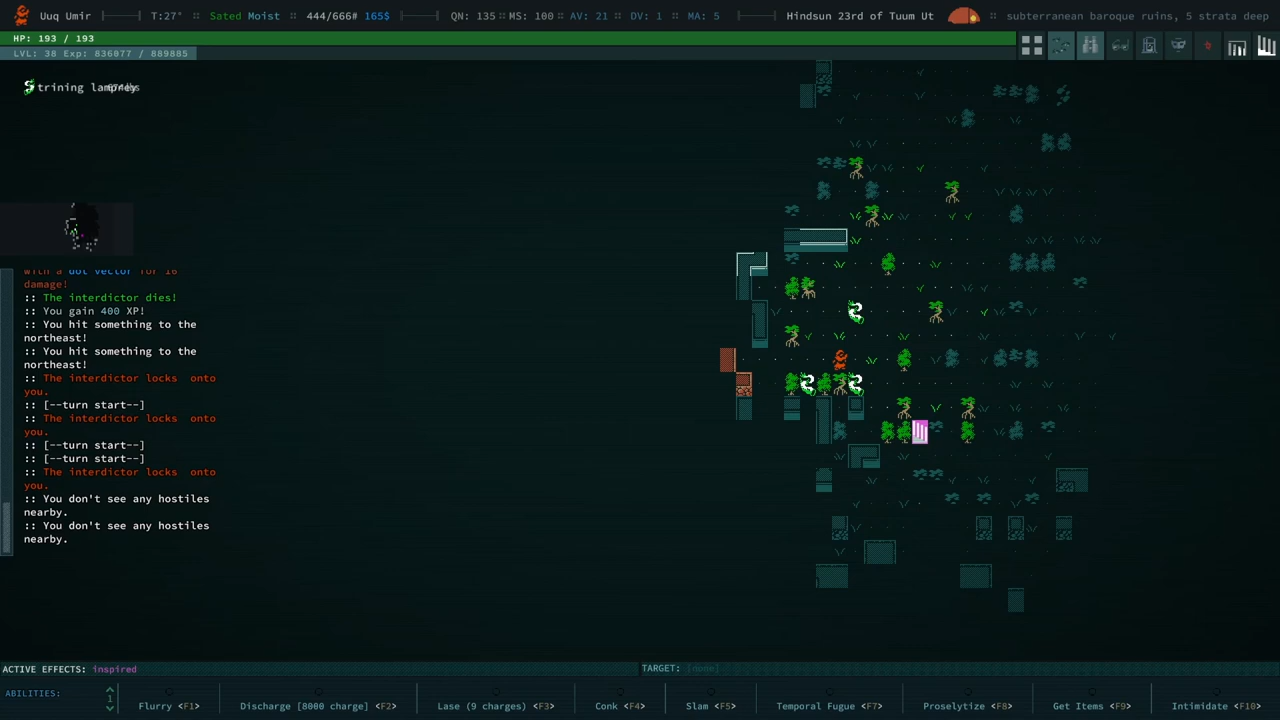 Uuq Umir T:27° Sated Moist 444/666# 165$ QN: 135 MS: 100 AV: 21 DV: 1 MA: Hindsun 23rd of Tuum Ut subterranean baroque ruins, 5 strata deep
HP: 193 / 193
LVL: 38 Exp: 836077 / 889885
trining lamprey
with a dot vector for 16
damage!
:: The interdictor dies!
:: You gain 400 XP!
:: You hit something to the
northeast!
:: You hit something to the
northeast!
:: The interdictor locks onto
you.
:: [--turn start--]
:: The interdictor locks onto
you.
:: [--turn start--]
:: [--turn start--]
:: The interdictor locks onto
you.
:: You don't see any hostiles
nearby.
:: You don't see any hostiles
nearby.
ACTIVE EFFECTS: inspired TARGET: [none]
ABILITIES: 1 Flurry <F1> Discharge [8000 charge] <F2> Lase (9 charges) <F3> Conk <F4> Slam <F5> Temporal Fugue <F7> Proselytize <F8> Get Items <F9> Intimidate <F10>